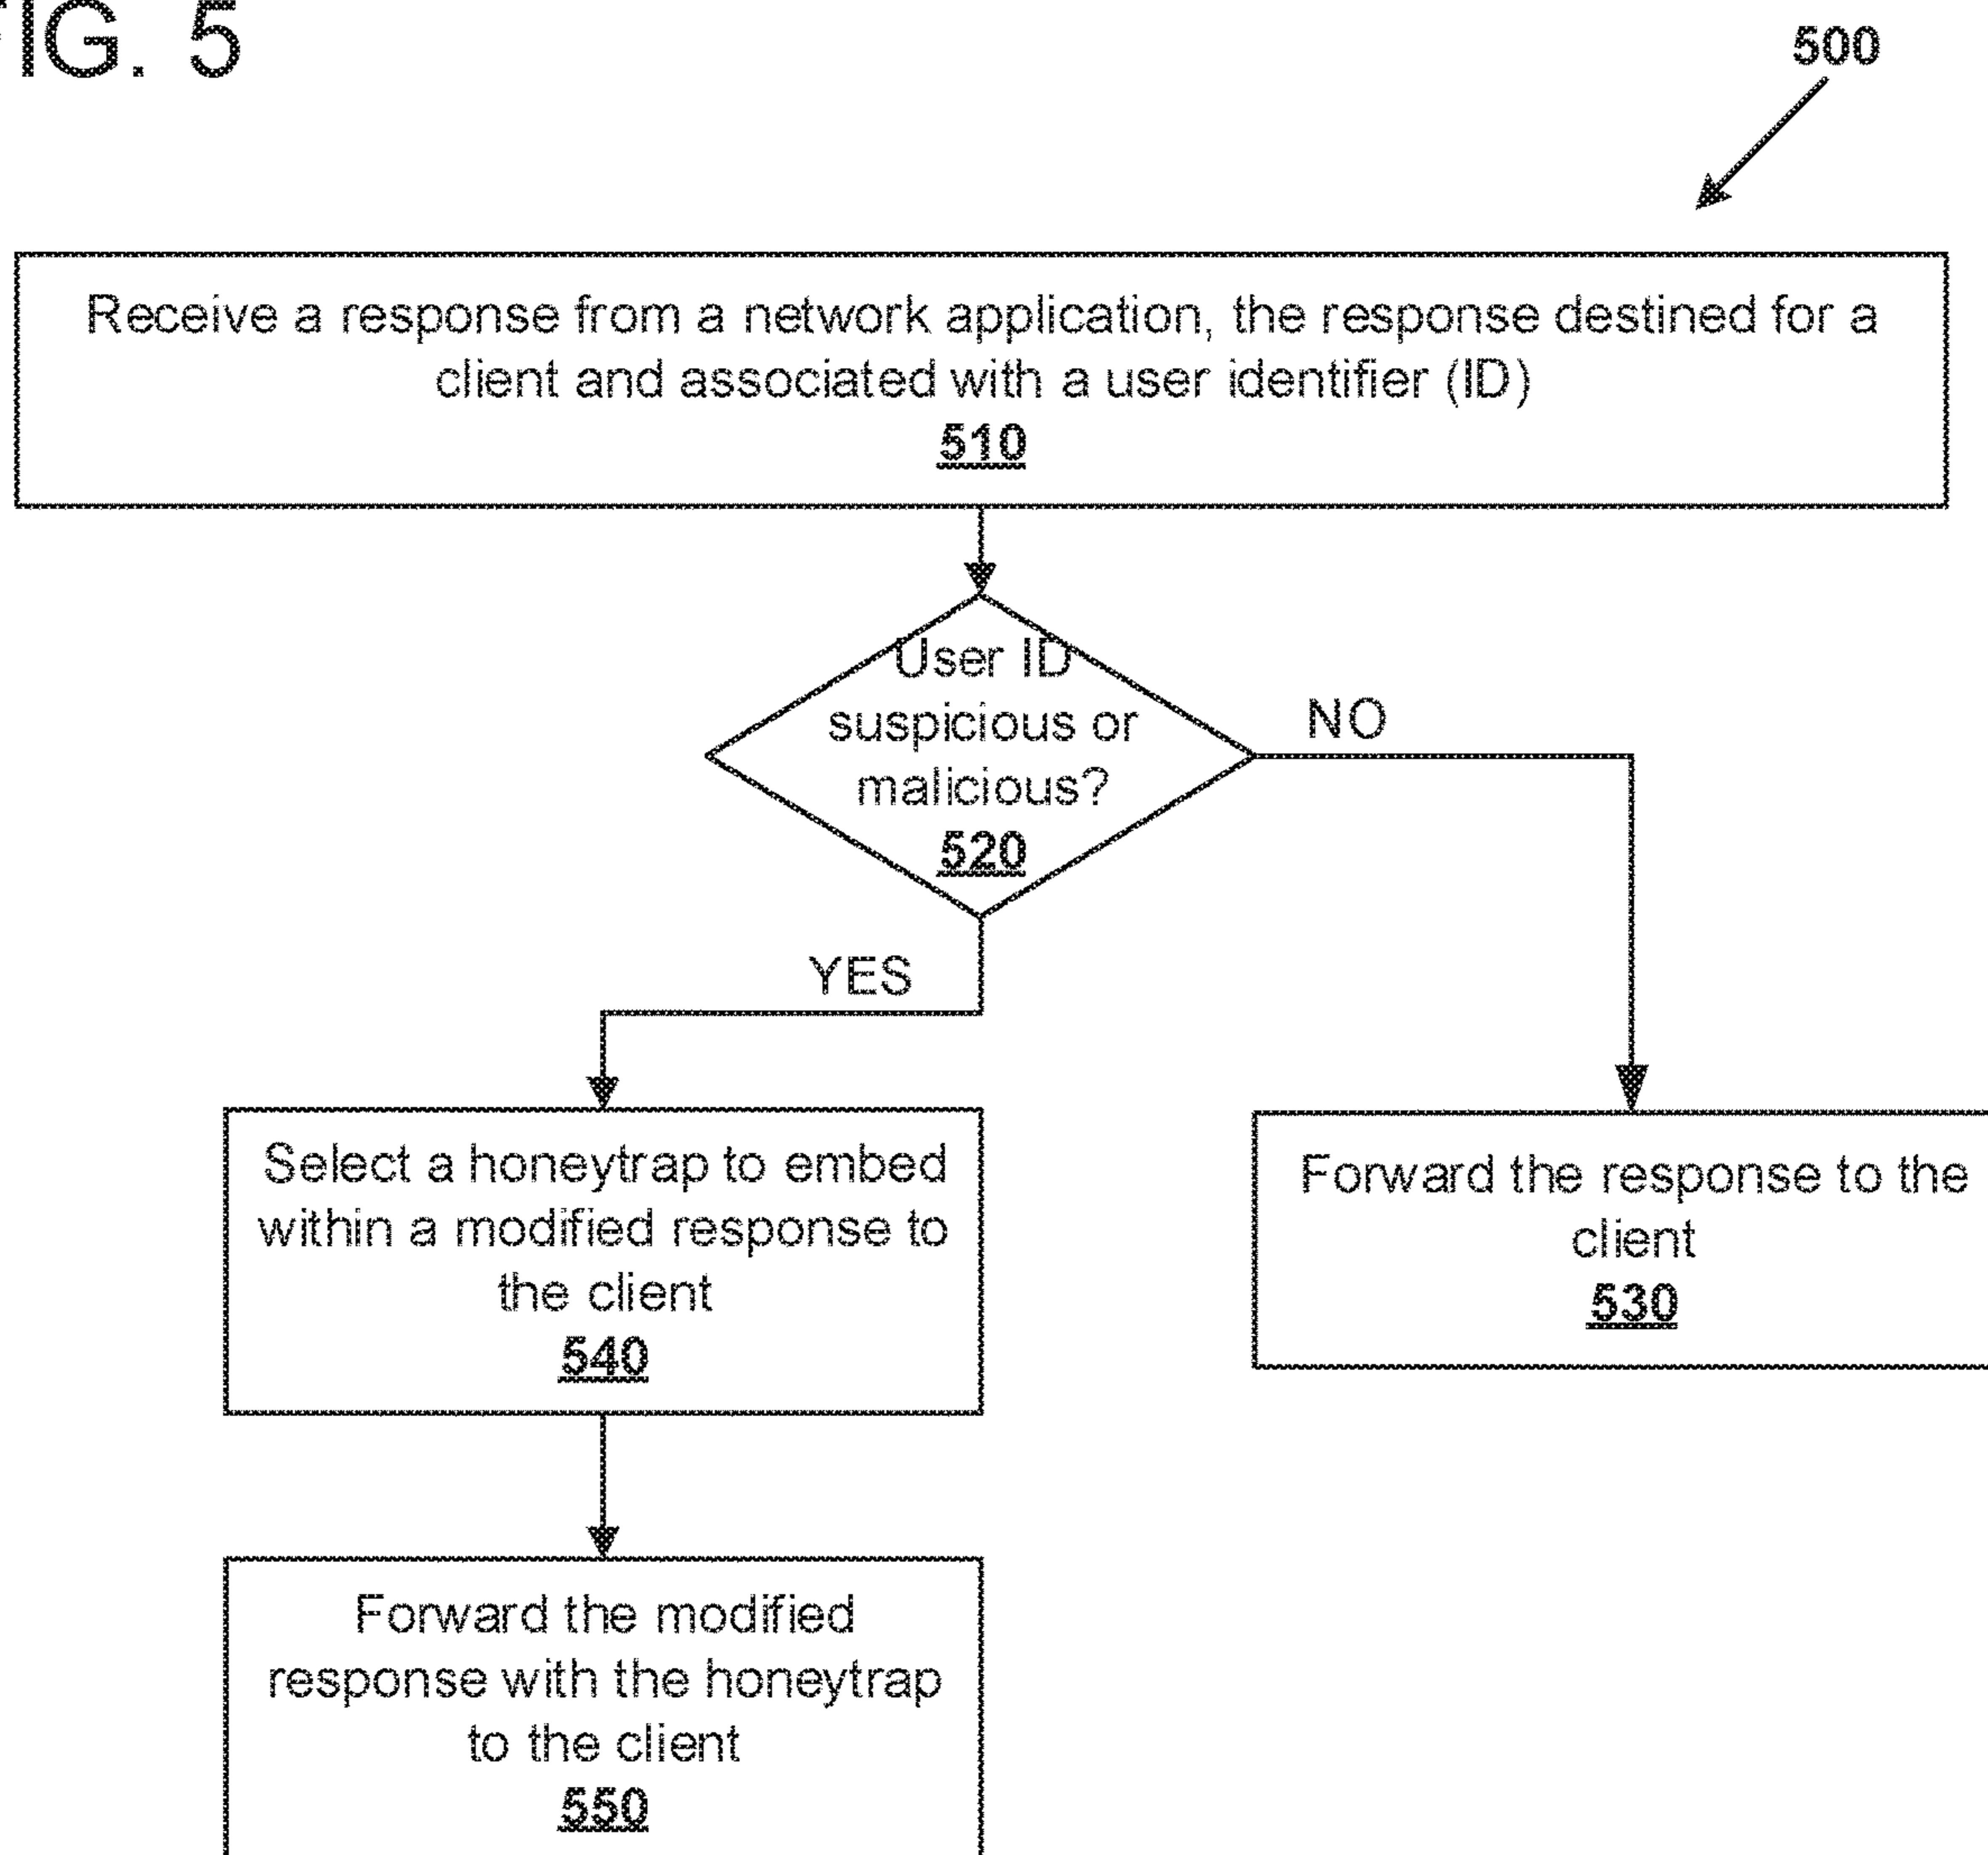 FIG. 5
500
Receive a response from a network application, the response destined for a
client and associated with a user identifier (ID)
510
User ID
suspicious or
malicious?
520
NO
YES
Select a honeytrap to embed
within a modified response to
the client
540
Forward the response to the
client
530
Forward the modified
response with the honeytrap
to the client
550